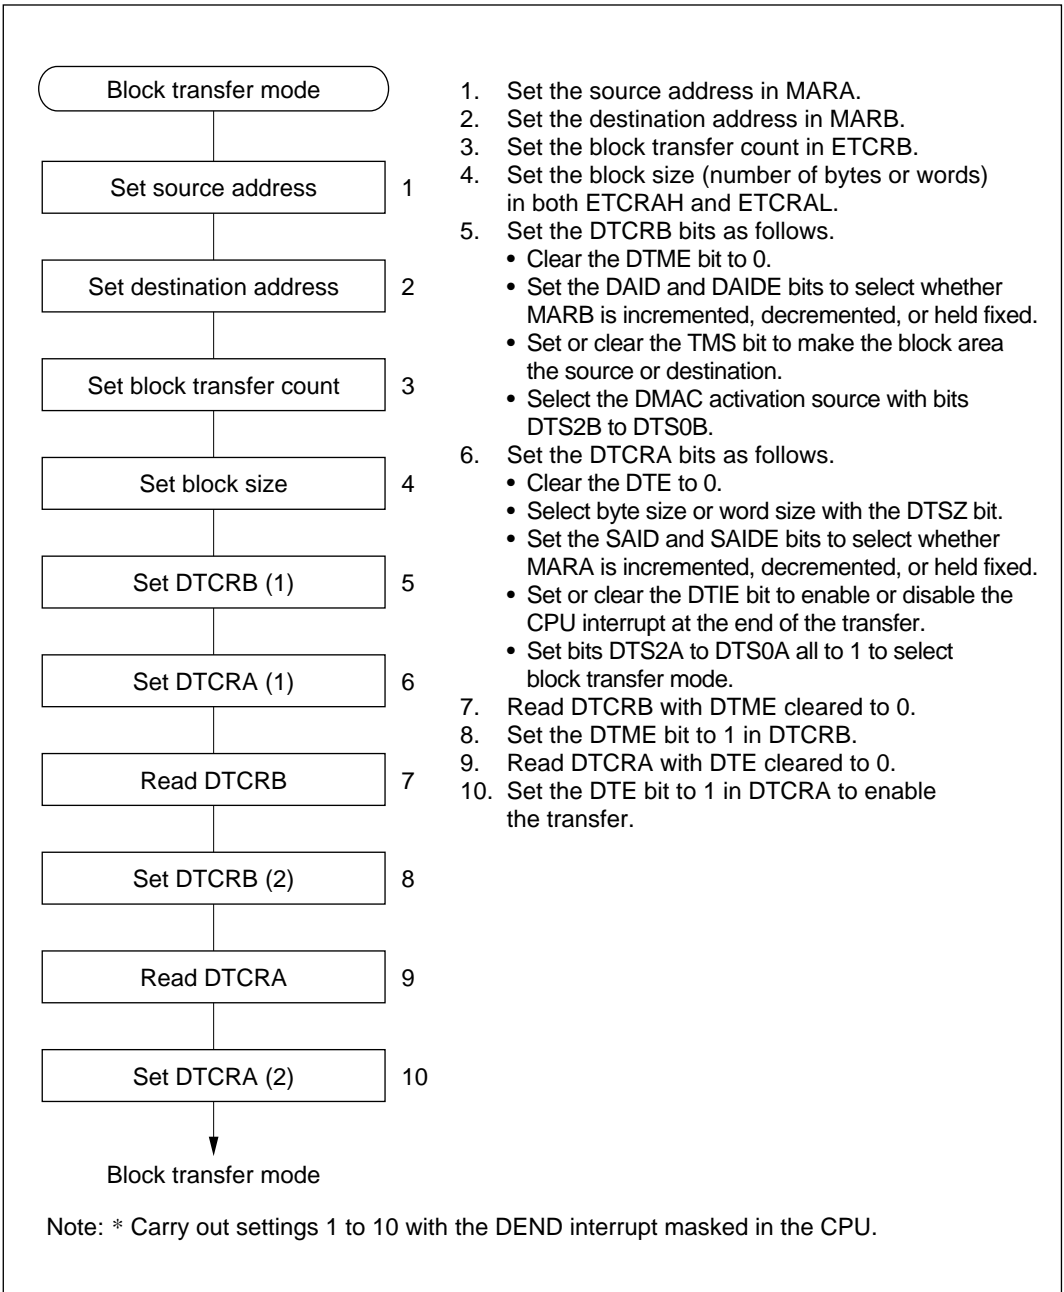 Block transfer mode
Set source address 1
Set destination address 2
Set block transfer count 3
Set block size 4
Set DTCRB (1) 5
Set DTCRA (1) 6
Read DTCRB 7
Set DTCRB (2) 8
Read DTCRA 9
Set DTCRA (2) 10
Block transfer mode
1. Set the source address in MARA.
2. Set the destination address in MARB.
3. Set the block transfer count in ETCRB.
4. Set the block size (number of bytes or words)
in both ETCRAH and ETCRAL.
5. Set the DTCRB bits as follows.
• Clear the DTME bit to 0.
• Set the DAID and DAIDE bits to select whether
MARB is incremented, decremented, or held fixed.
• Set or clear the TMS bit to make the block area
the source or destination.
• Select the DMAC activation source with bits
DTS2B to DTS0B.
6. Set the DTCRA bits as follows.
• Clear the DTE to 0.
• Select byte size or word size with the DTSZ bit.
• Set the SAID and SAIDE bits to select whether
MARA is incremented, decremented, or held fixed.
• Set or clear the DTIE bit to enable or disable the
CPU interrupt at the end of the transfer.
• Set bits DTS2A to DTS0A all to 1 to select
block transfer mode.
7. Read DTCRB with DTME cleared to 0.
8. Set the DTME bit to 1 in DTCRB.
9. Read DTCRA with DTE cleared to 0.
10. Set the DTE bit to 1 in DTCRA to enable
the transfer.
Note: * Carry out settings 1 to 10 with the DEND interrupt masked in the CPU.